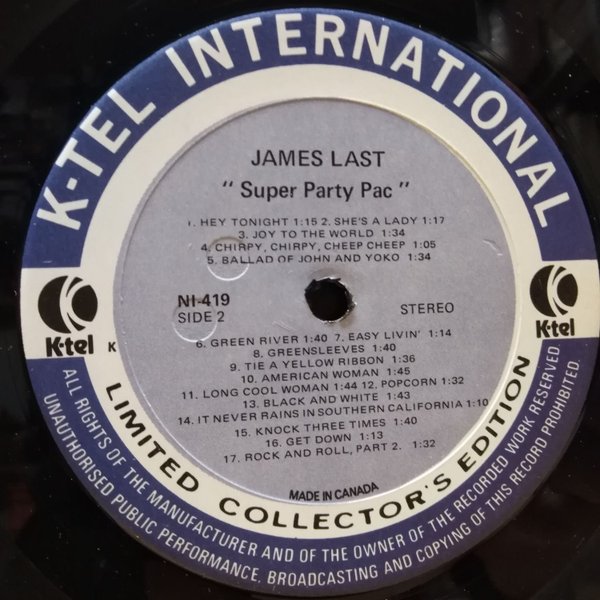 K-TEL INTERNATIONAL
JAMES LAST
" Super Party Pac "
1. HEY TONIGHT 1:15 2. SHE'S A LADY 1:17
3. JOY TO THE WORLD 1:34
4. CHIRPY, CHIRPY, CHEEP CHEEP 1:05
5. BALLAD OF JOHN AND YOKO 1:34
NI-419
SIDE 2
STEREO
K-tel
K
K-tel
6. GREEN RIVER 1:40 7. EASY LIVIN' 1:14
8. GREENSLEEVES 1:40
9. TIE A YELLOW RIBBON 1:36
10. AMERICAN WOMAN 1:45
11. LONG COOL WOMAN 1:44 12. POPCORN 1:32
13. BLACK AND WHITE 1:43
14. IT NEVER RAINS IN SOUTHERN CALIFORNIA 1:10
15. KNOCK THREE TIMES 1:40
16. GET DOWN 1:13
17. ROCK AND ROLL, PART 2. 1:32
MADE IN CANADA
LIMITED COLLECTOR'S EDITION
ALL RIGHTS OF THE MANUFACTURER AND OF THE OWNER OF THE RECORDED WORK RESERVED
UNAUTHORISED PUBLIC PERFORMANCE. BROADCASTING AND COPYING OF THIS RECORD PROHIBITED.